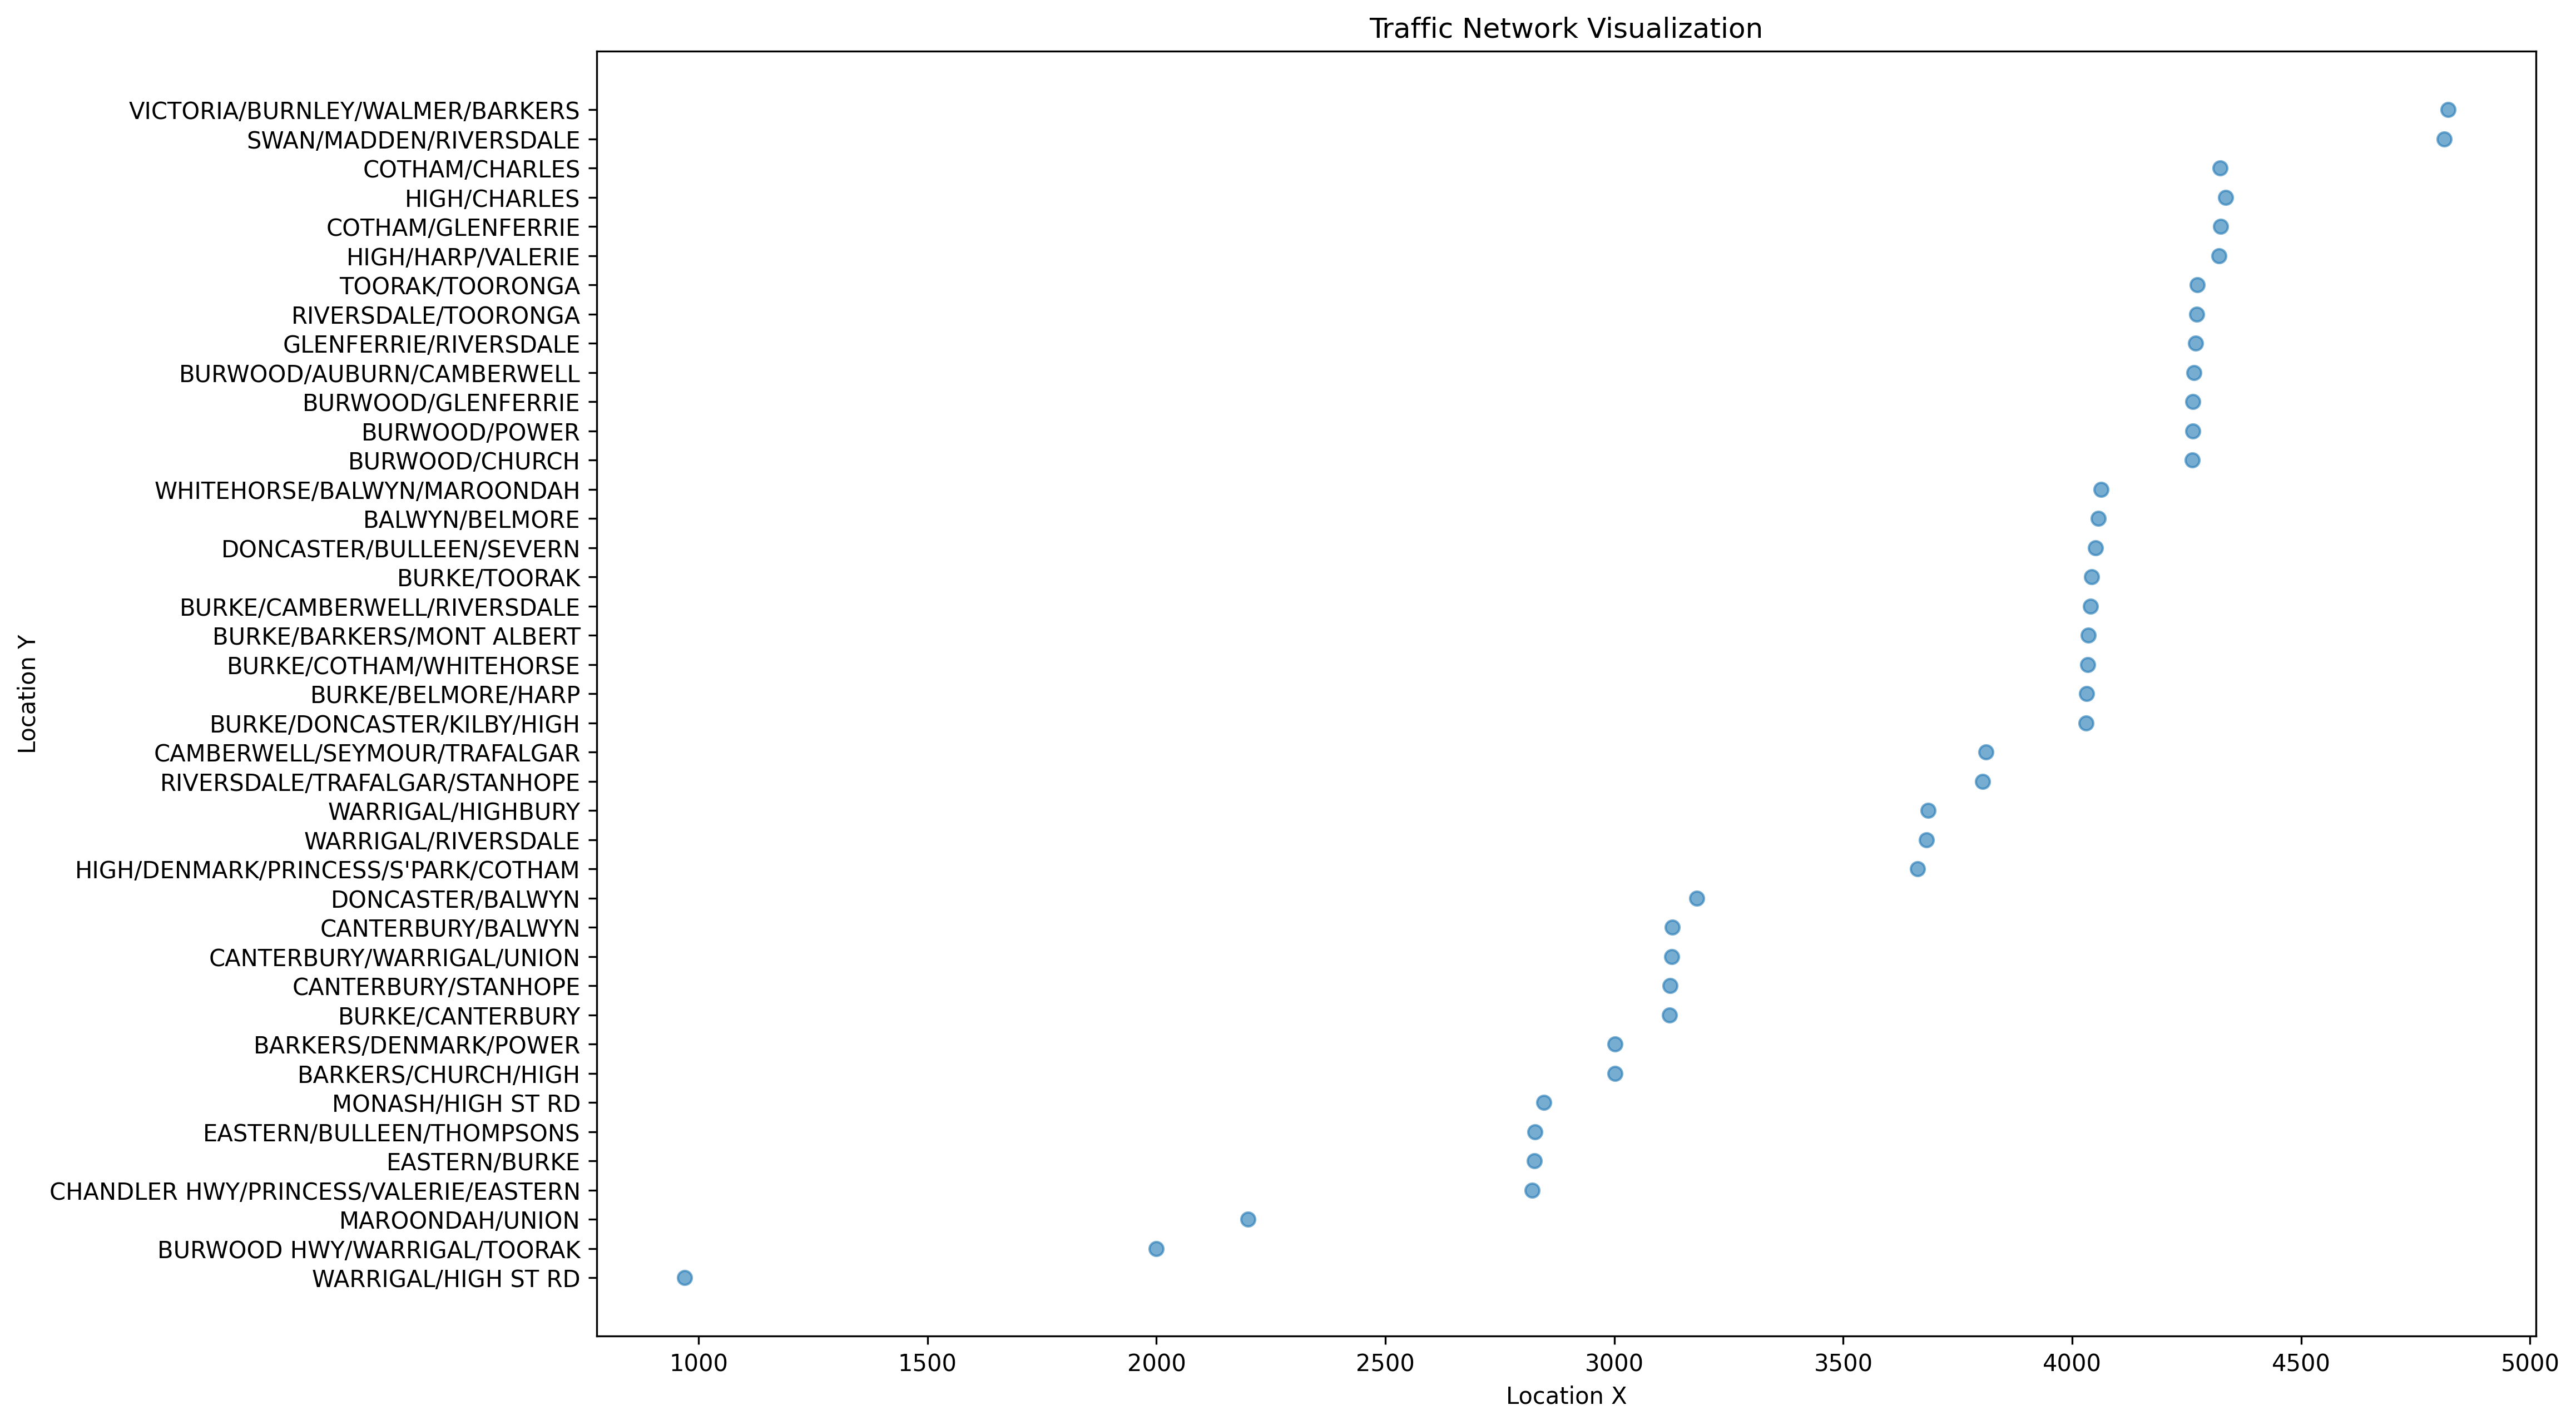 Traffic Network Visualization
VICTORIA/BURNLEY/WALMER/BARKERS
SWAN/MADDEN/RIVERSDALE
COTHAM/CHARLES
HIGH/CHARLES
COTHAM/GLENFERRIE
HIGH/HARP/VALERIE
TOORAK/TOORONGA
RIVERSDALE/TOORONGA
GLENFERRIE/RIVERSDALE
BURWOOD/AUBURN/CAMBERWELL
BURWOOD/GLENFERRIE
BURWOOD/POWER
BURWOOD/CHURCH
WHITEHORSE/BALWYN/MAROONDAH
BALWYN/BELMORE
DONCASTER/BULLEEN/SEVERN
BURKE/TOORAK
BURKE/CAMBERWELL/RIVERSDALE
BURKE/BARKERS/MONT ALBERT
BURKE/COTHAM/WHITEHORSE
BURKE/BELMORE/HARP
BURKE/DONCASTER/KILBY/HIGH
CAMBERWELL/SEYMOUR/TRAFALGAR
RIVERSDALE/TRAFALGAR/STANHOPE
WARRIGAL/HIGHBURY
WARRIGAL/RIVERSDALE
HIGH/DENMARK/PRINCESS/S'PARK/COTHAM
DONCASTER/BALWYN
CANTERBURY/BALWYN
CANTERBURY/WARRIGAL/UNION
CANTERBURY/STANHOPE
BURKE/CANTERBURY
BARKERS/DENMARK/POWER
BARKERS/CHURCH/HIGH
MONASH/HIGH ST RD
EASTERN/BULLEEN/THOMPSONS
EASTERN/BURKE
CHANDLER HWY/PRINCESS/VALERIE/EASTERN
MAROONDAH/UNION
BURWOOD HWY/WARRIGAL/TOORAK
WARRIGAL/HIGH ST RD
Location Y
1000 1500 2000 2500 3000 3500 4000 4500 5000
Location X